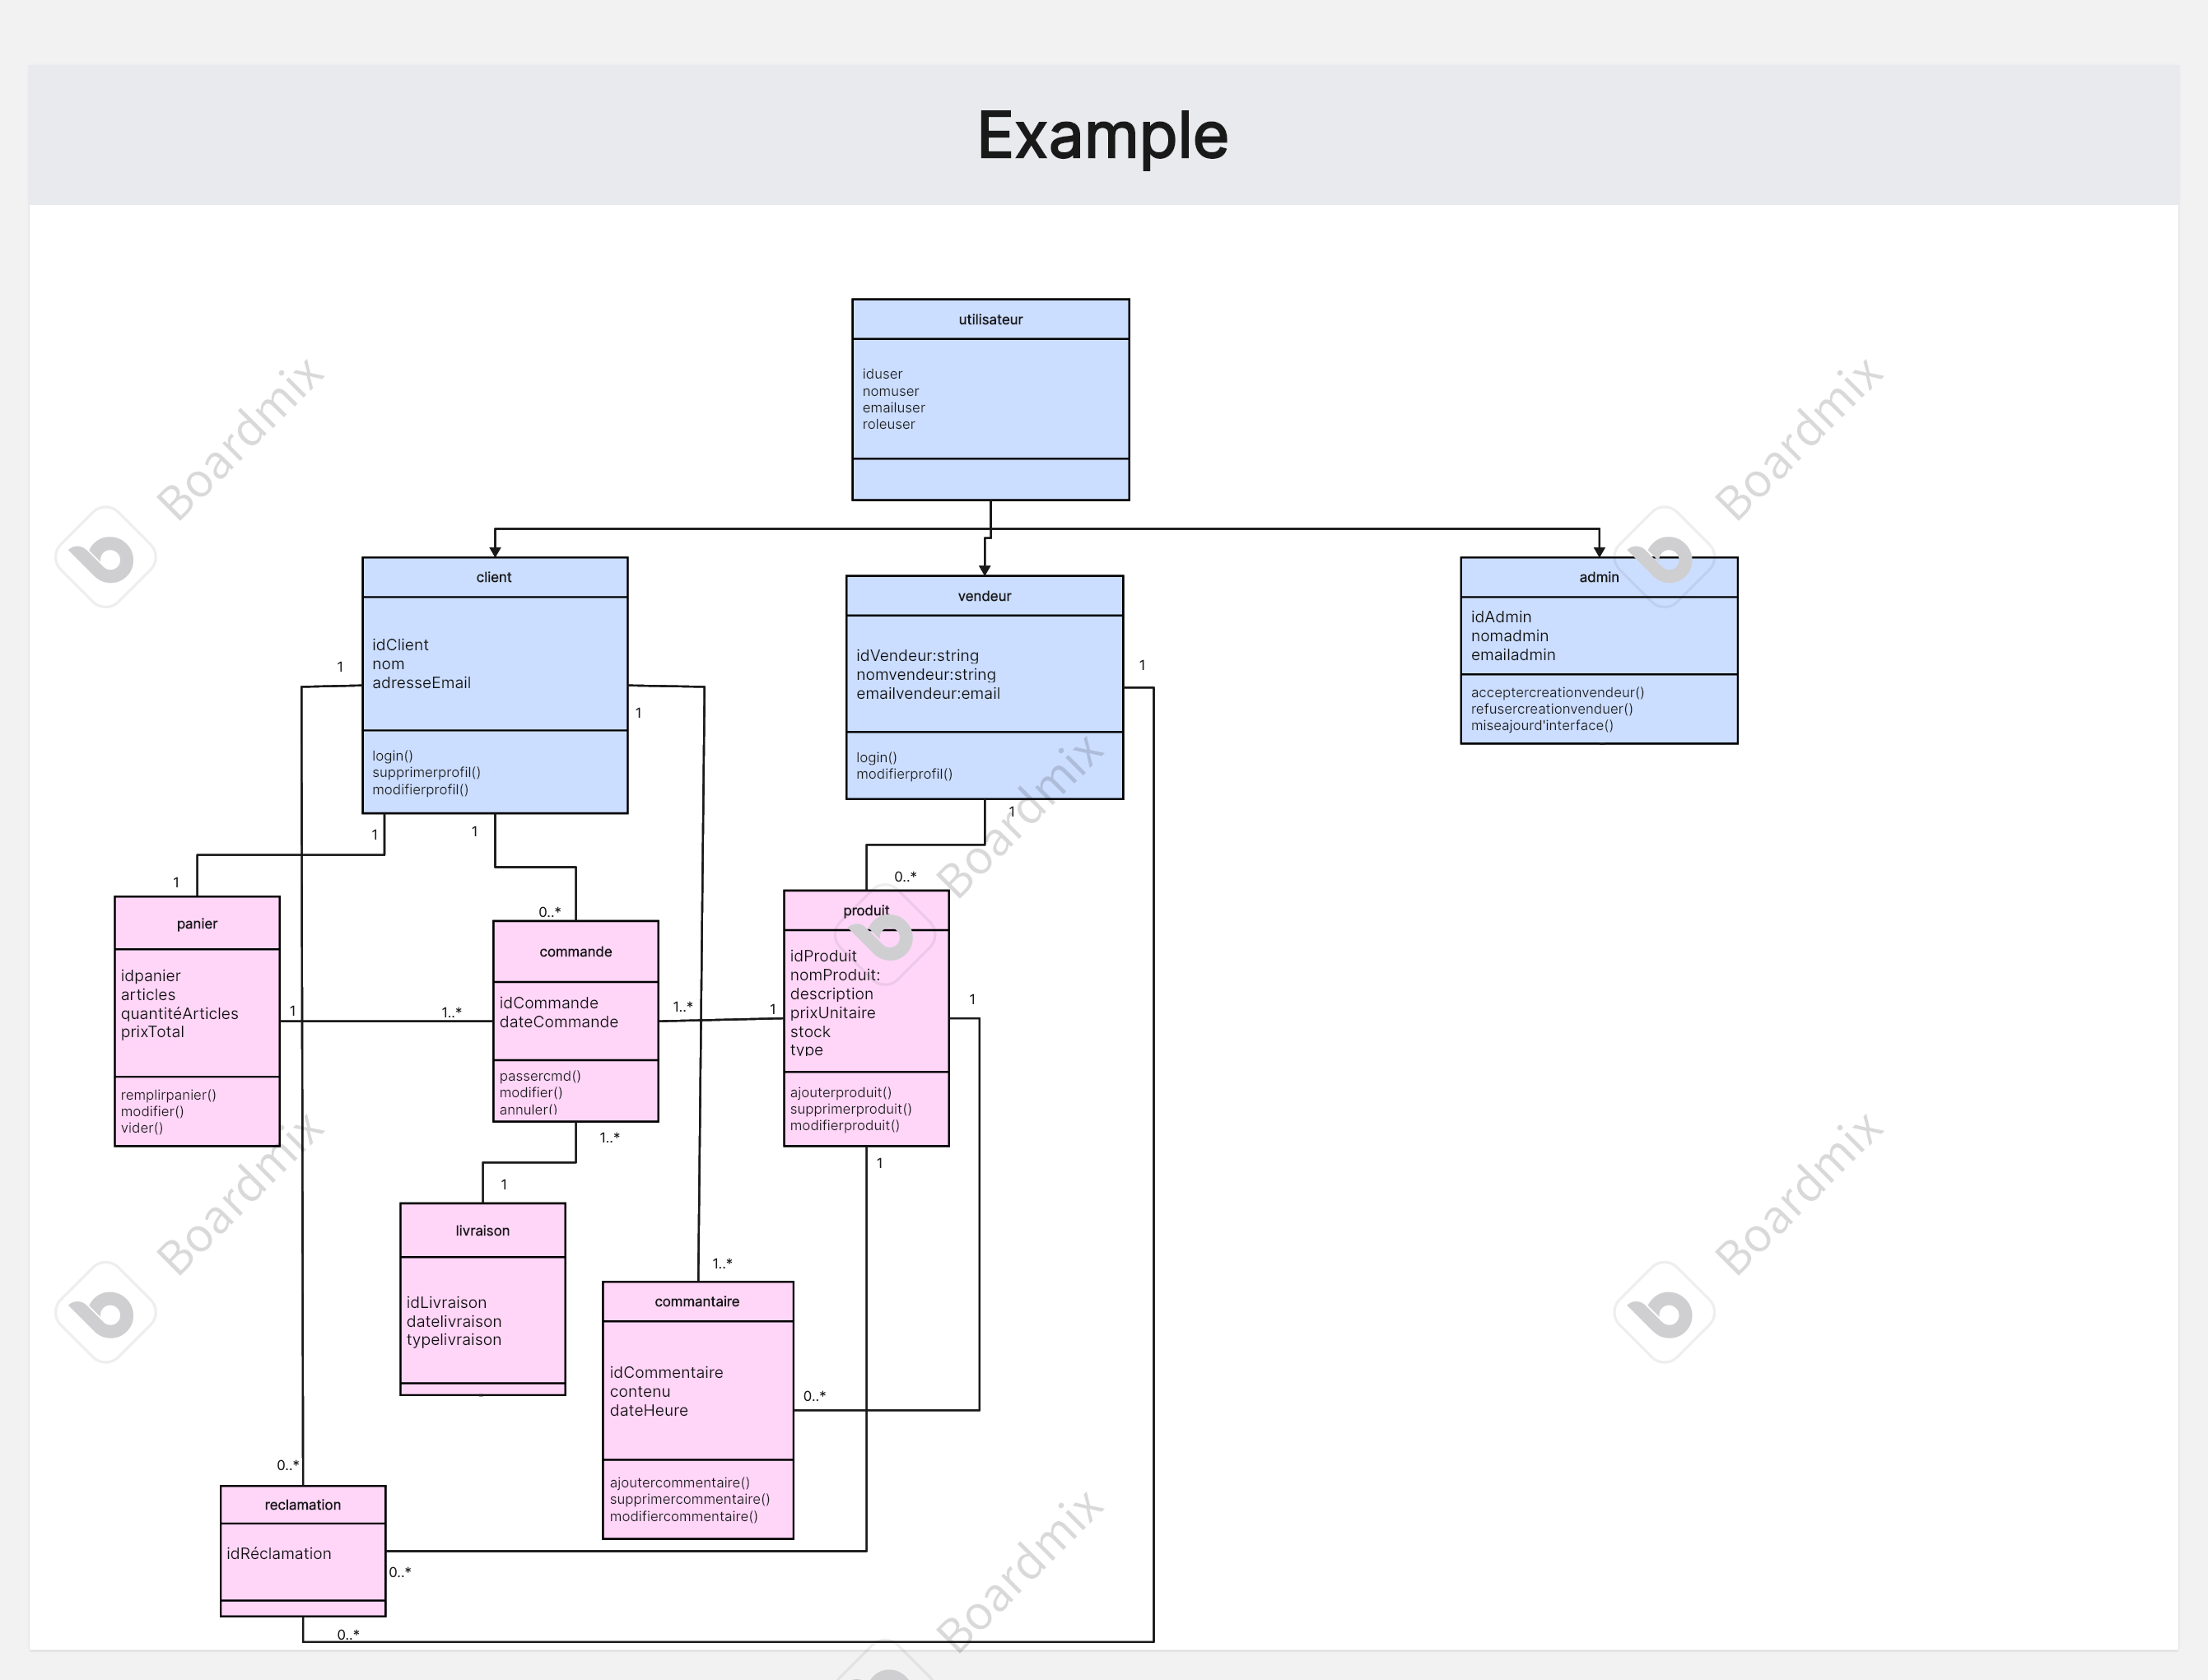 Example
utilisateur
iduser
nomuser
emailuser
roleuser
client
idClient
nom
adresseEmail
login()
supprimerprofil()
modifierprofil()
vendeur
idVendeur:string
nomvendeur:string
emailvendeur:email
login()
modifierprofil()
admin
idAdmin
nomadmin
emailadmin
acceptercreationvendeur()
refusercreationvenduer()
miseajourd'interface()
1
1
1
1
1
1
1
0..*
0..*
panier
idpanier
articles
quantitéArticles
prixTotal
remplirpanier()
modifier()
vider()
1
1..*
commande
idCommande
dateCommande
passercmd()
modifier()
annuler()
1..*
1
produit
idProduit
nomProduit:
description
prixUnitaire
stock
type
ajouterproduit()
supprimerproduit()
modifierproduit()
1
1..*
1
1
livraison
idLivraison
datelivraison
typelivraison
1..*
commantaire
idCommentaire
contenu
dateHeure
ajoutercommentaire()
supprimercommentaire()
modifiercommentaire()
0..*
0..*
reclamation
idRéclamation
0..*
0..*
Boardmix
Boardmix
Boardmix
Boardmix
Boardmix
Boardmix